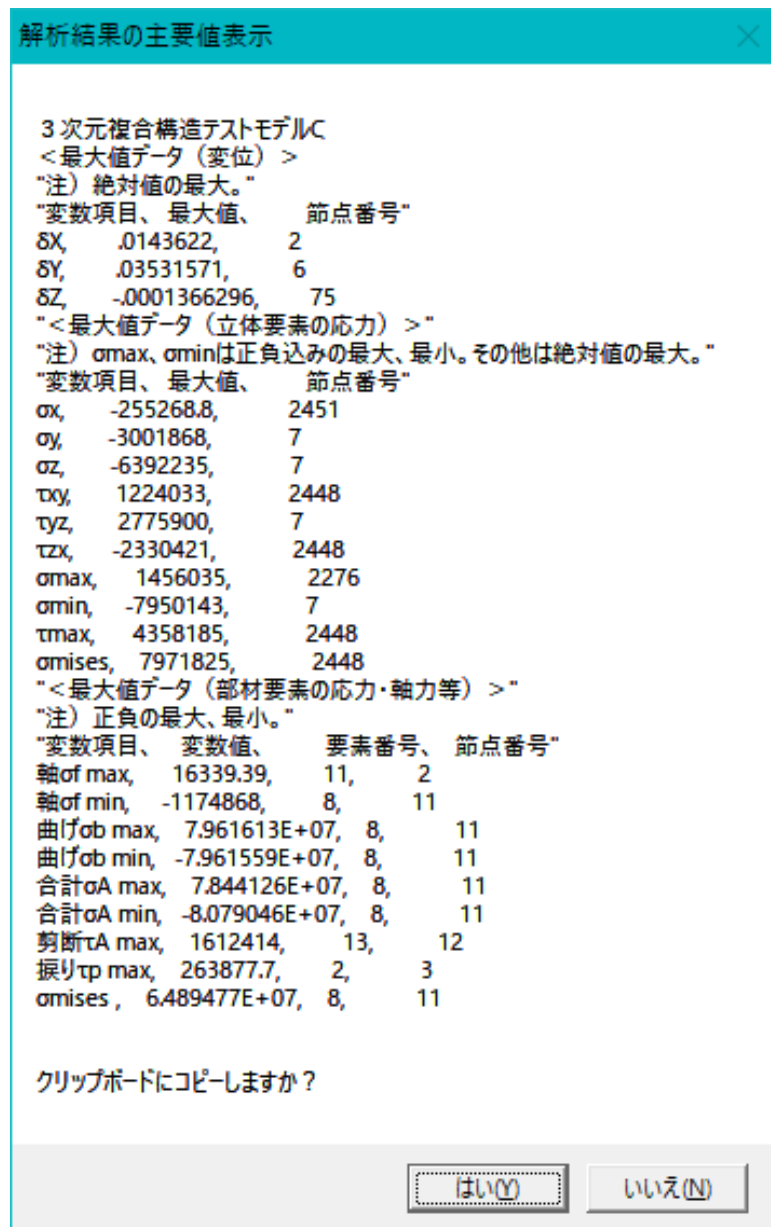 解析結果の主要値表示
３次元複合構造テストモデルC
＜最大値データ（変位）＞
"注）絶対値の最大。"
"変数項目、 最大値、 節点番号"
δX, .0143622, 2
δY, .03531571, 6
δZ, -.0001366296, 75
"＜最大値データ（立体要素の応力）＞"
"注）σmax、σminは正負込みの最大、最小。その他は絶対値の最大。"
"変数項目、 最大値、 節点番号"
σx, -255268.8, 2451
σy, -3001868, 7
σz, -6392235, 7
τxy, 1224033, 2448
τyz, 2775900, 7
τzx, -2330421, 2448
σmax, 1456035, 2276
σmin, -7950143, 7
τmax, 4358185, 2448
σmises, 7971825, 2448
"＜最大値データ（部材要素の応力・軸力等）＞"
"注）正負の最大、最小。"
"変数項目、 変数値、 要素番号、 節点番号"
軸σf max, 16339.39, 11, 2
軸σf min, -1174868, 8, 11
曲げσb max, 7.961613E+07, 8, 11
曲げσb min, -7.961559E+07, 8, 11
合計σA max, 7.844126E+07, 8, 11
合計σA min, -8.079046E+07, 8, 11
剪断τA max, 1612414, 13, 12
捩りτp max, 263877.7, 2, 3
σmises , 6.489477E+07, 8, 11
クリップボードにコピーしますか？
はい(Y) いいえ(N)